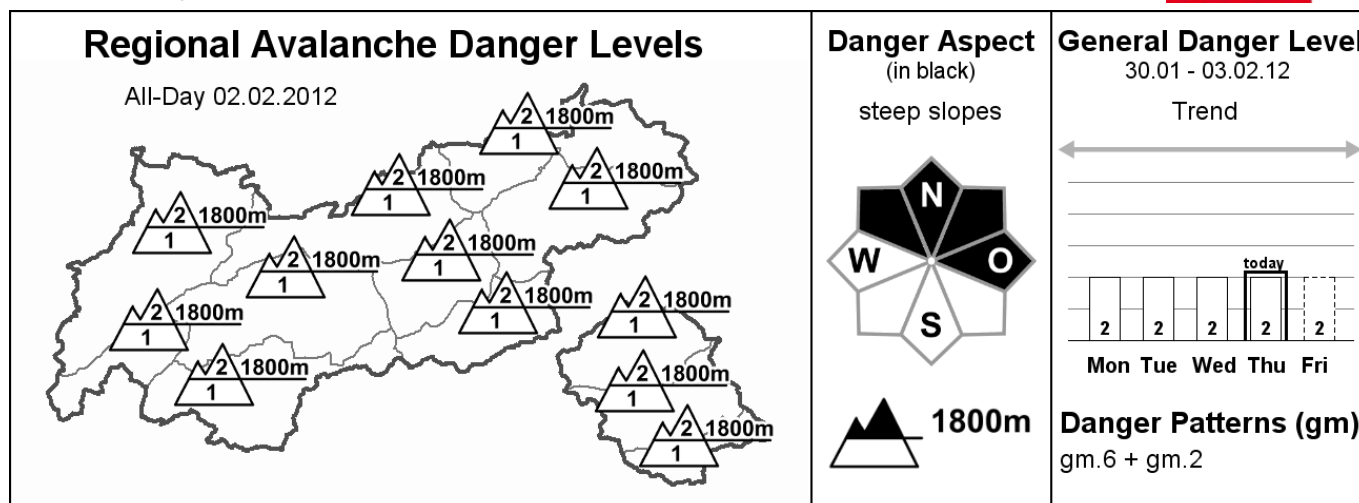 Regional Avalanche Danger Levels
All-Day 02.02.2012
2 1800m
1
2 1800m
1
2 1800m
1
2 1800m
1
2 1800m
1
2 1800m
1
2 1800m
1
2 1800m
1
2 1800m
1
2 1800m
1
2 1800m
1
2 1800m
1
Danger Aspect
(in black)
steep slopes
N
W O
S
1800m
General Danger Level
30.01 - 03.02.12
Trend
today
2 2 2 2 2
Mon Tue Wed Thu Fri
Danger Patterns (gm)
gm.6 + gm.2